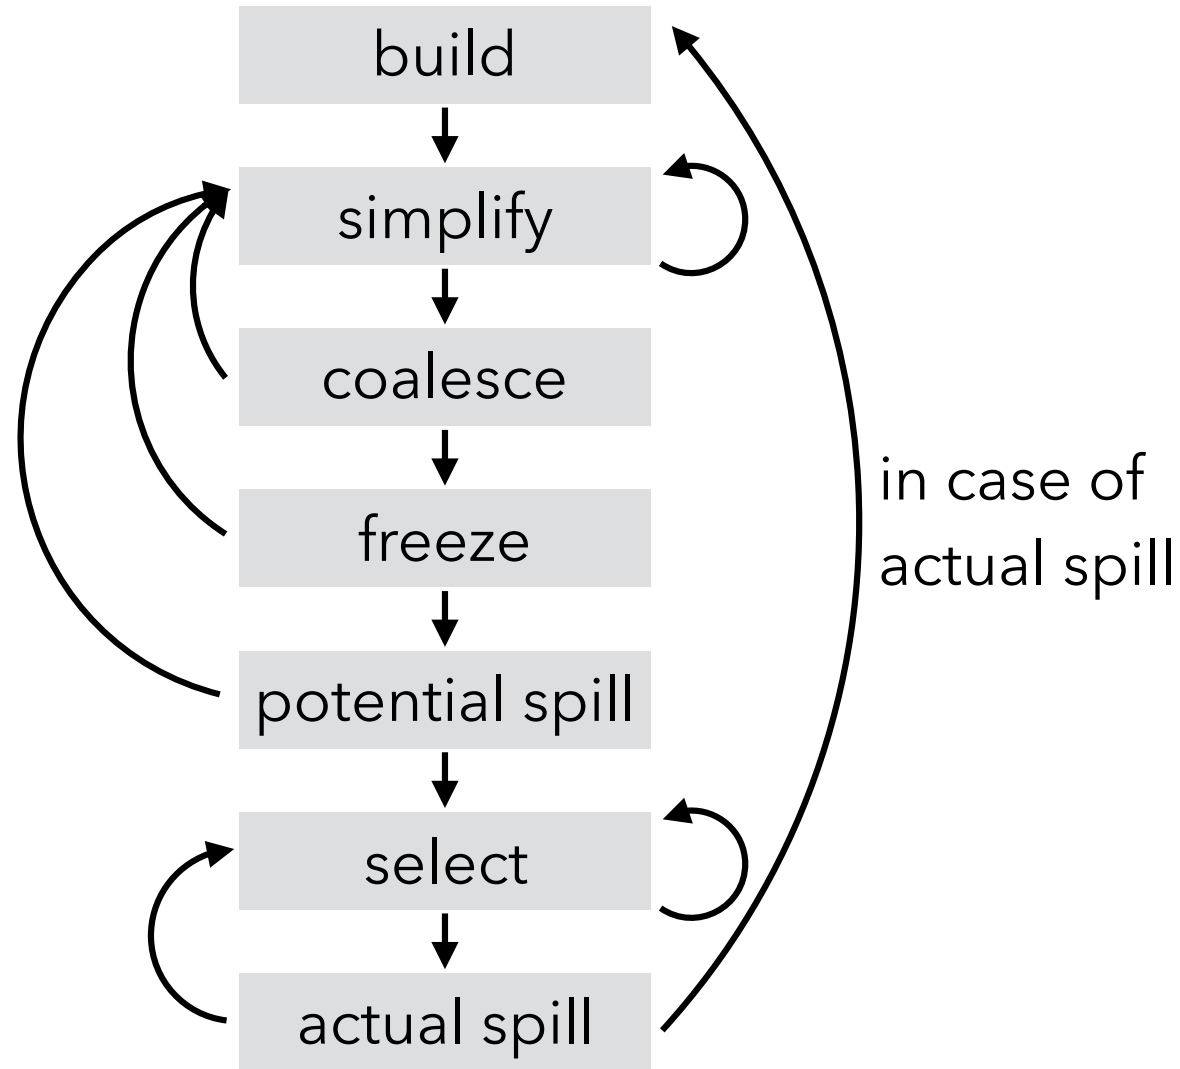 build
simplify
coalesce
freeze
potential spill
select
actual spill
in case of
actual spill